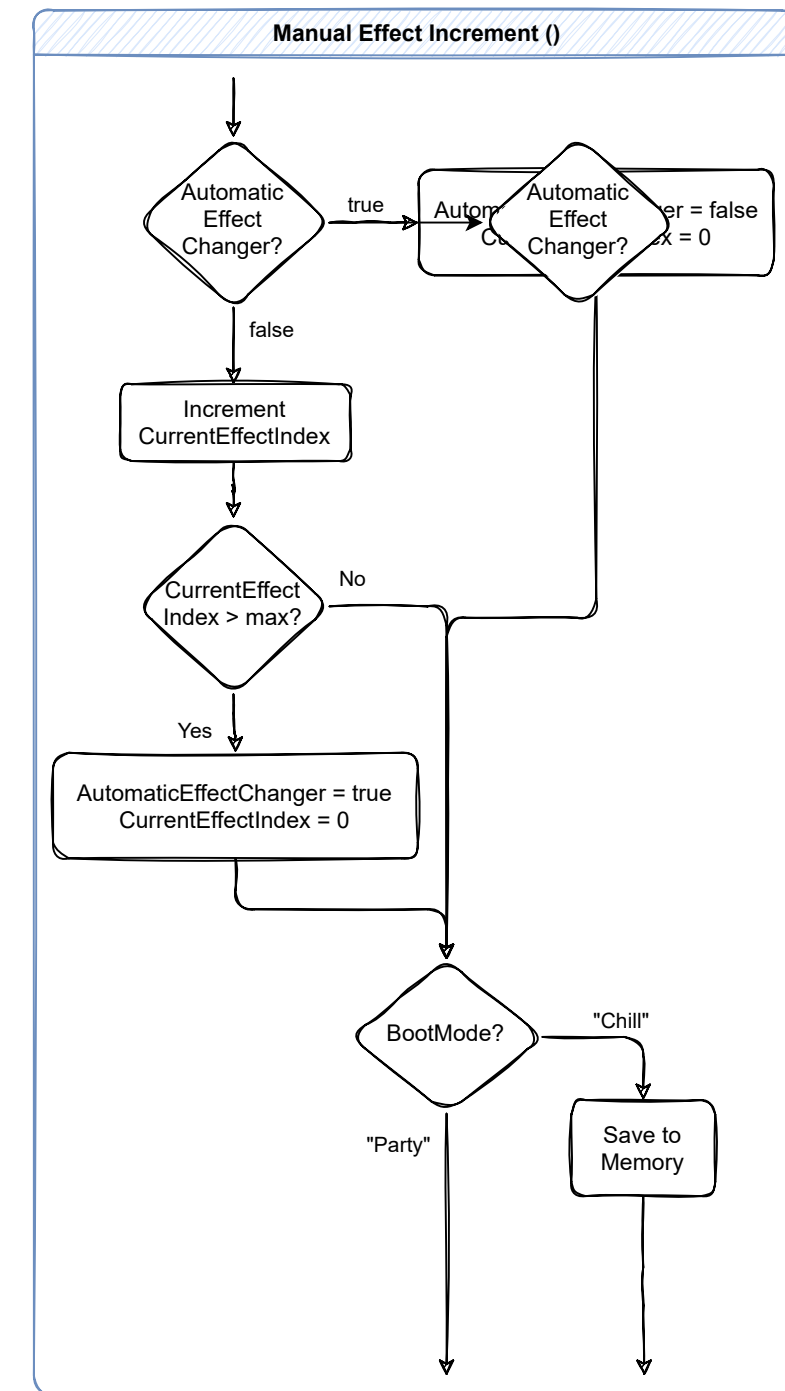 Manual Effect Increment ()
Automatic
Effect
Changer?
true
Autom
er = false
x = 0
Automatic
Effect
Changer?
false
Increment
CurrentEffectIndex
CurrentEffect
Index > max?
No
Yes
AutomaticEffectChanger = true
CurrentEffectIndex = 0
BootMode?
"Chill"
"Party"
Save to
Memory